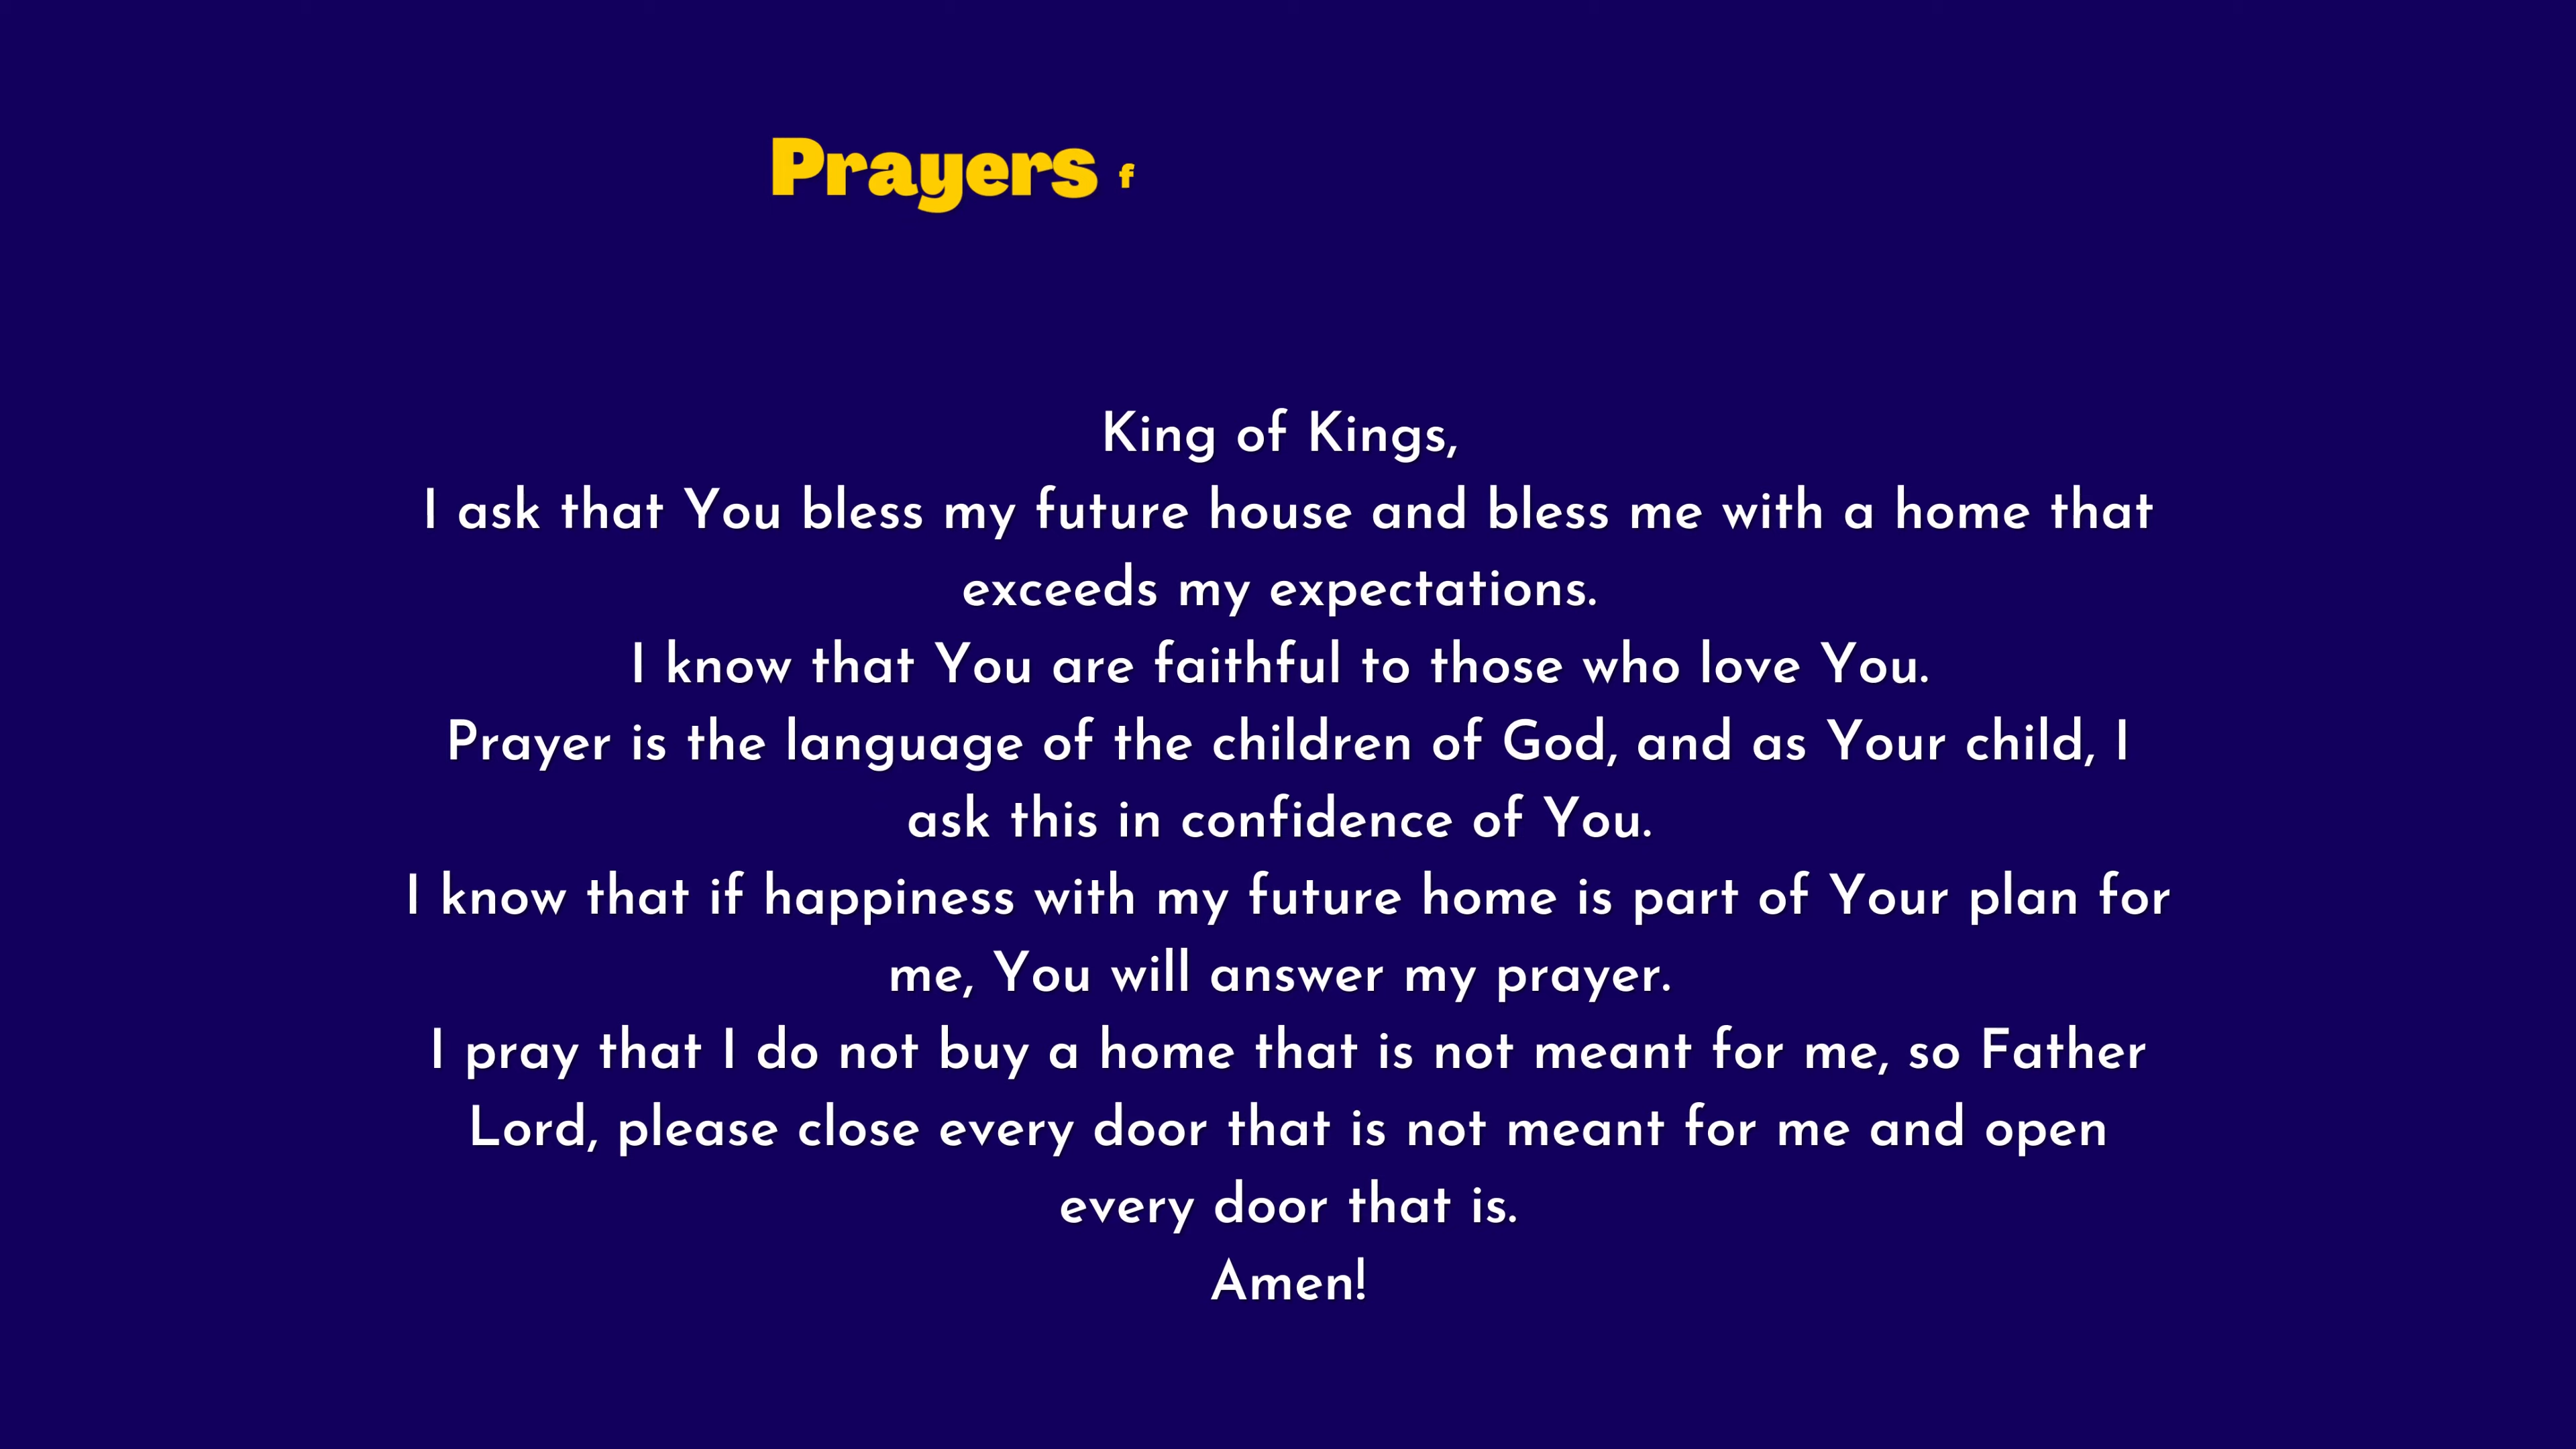 Prayers f
King of Kings,
I ask that You bless my future house and bless me with a home that
exceeds my expectations.
I know that You are faithful to those who love You.
Prayer is the language of the children of God, and as Your child, I
ask this in confidence of You.
I know that if happiness with my future home is part of Your plan for
me, You will answer my prayer.
I pray that I do not buy a home that is not meant for me, so Father
Lord, please close every door that is not meant for me and open
every door that is.
Amen!